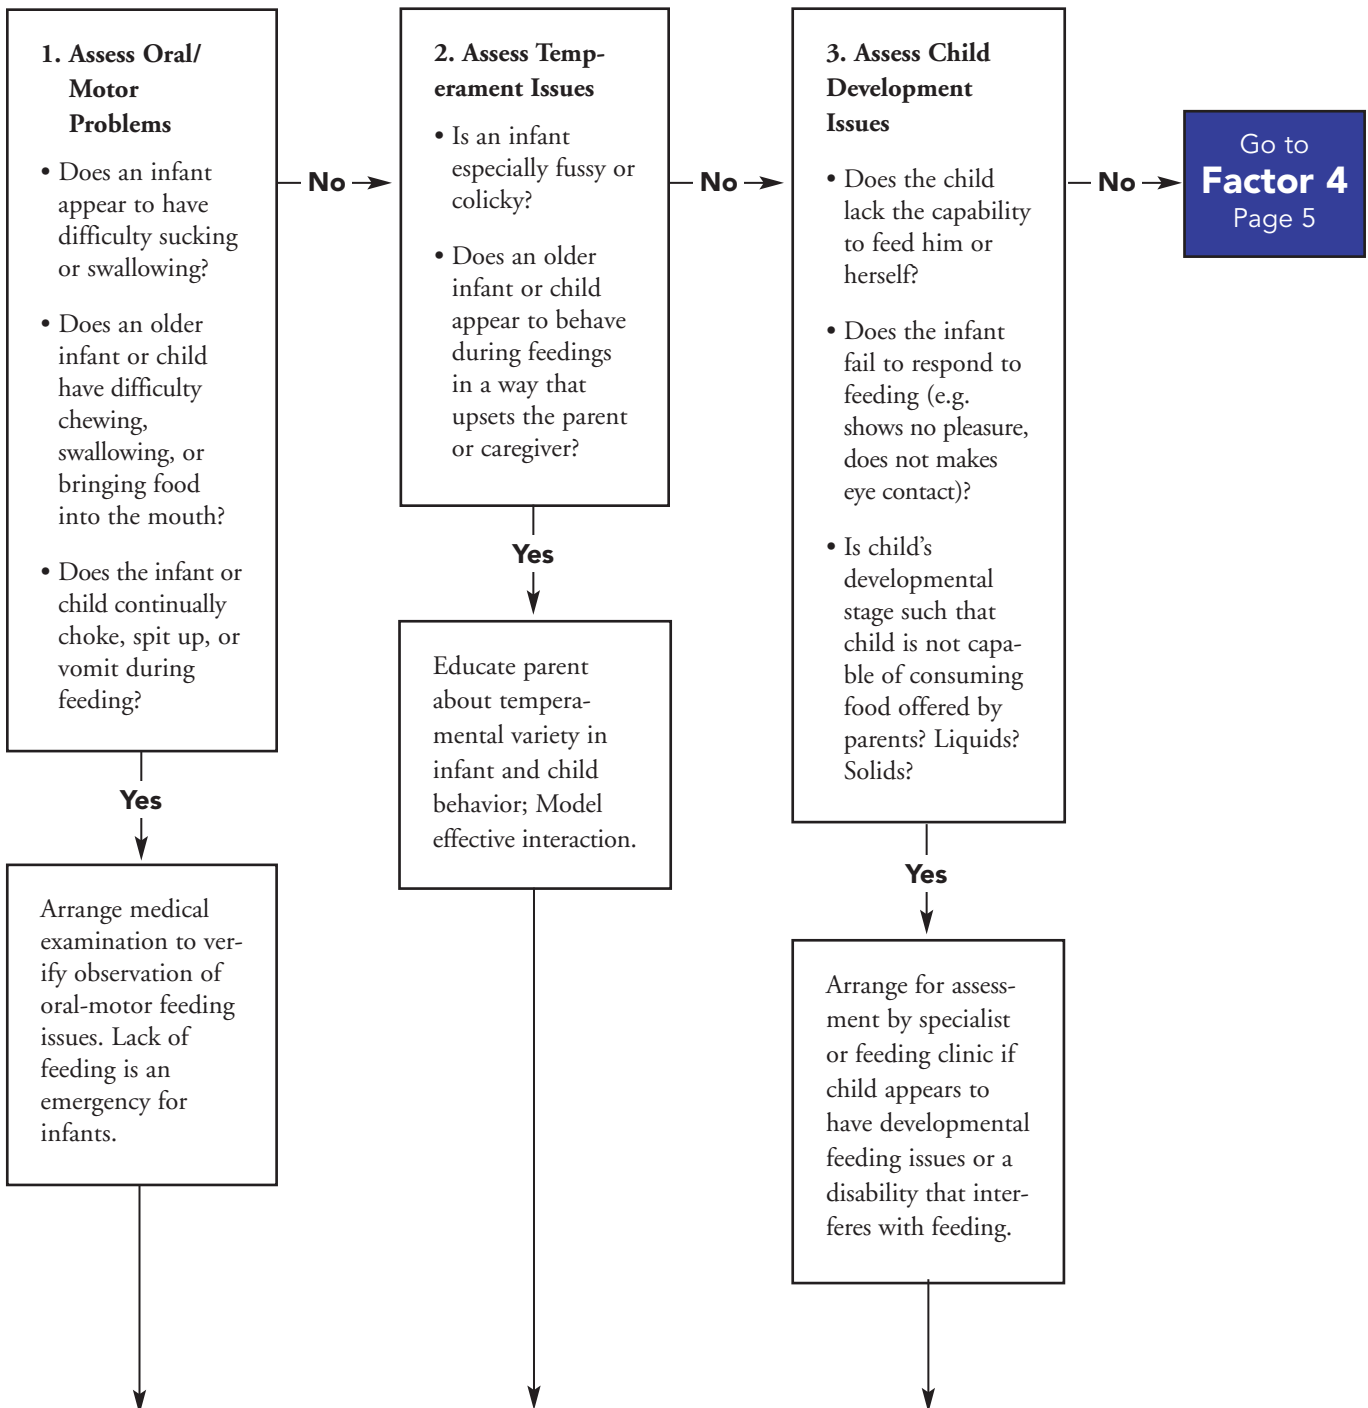 1. Assess Oral/
Motor
Problems
• Does an infant
appear to have
difficulty sucking
or swallowing?
• Does an older
infant or child
have difficulty
chewing,
swallowing, or
bringing food
into the mouth?
• Does the infant or
child continually
choke, spit up, or
vomit during
feeding?
No
Yes
Arrange medical
examination to ver-
ify observation of
oral-motor feeding
issues. Lack of
feeding is an
emergency for
infants.
2. Assess Temp-
erament Issues
• Is an infant
especially fussy or
colicky?
• Does an older
infant or child
appear to behave
during feedings
in a way that
upsets the parent
or caregiver?
No
Yes
Educate parent
about tempera-
mental variety in
infant and child
behavior; Model
effective interaction.
3. Assess Child
Development
Issues
• Does the child
lack the capability
to feed him or
herself?
• Does the infant
fail to respond to
feeding (e.g.
shows no pleasure,
does not makes
eye contact)?
• Is child's
developmental
stage such that
child is not capa-
ble of consuming
food offered by
parents? Liquids?
Solids?
No
Yes
Arrange for assess-
ment by specialist
or feeding clinic if
child appears to
have developmental
feeding issues or a
disability that inter-
feres with feeding.
Go to
Factor 4
Page 5